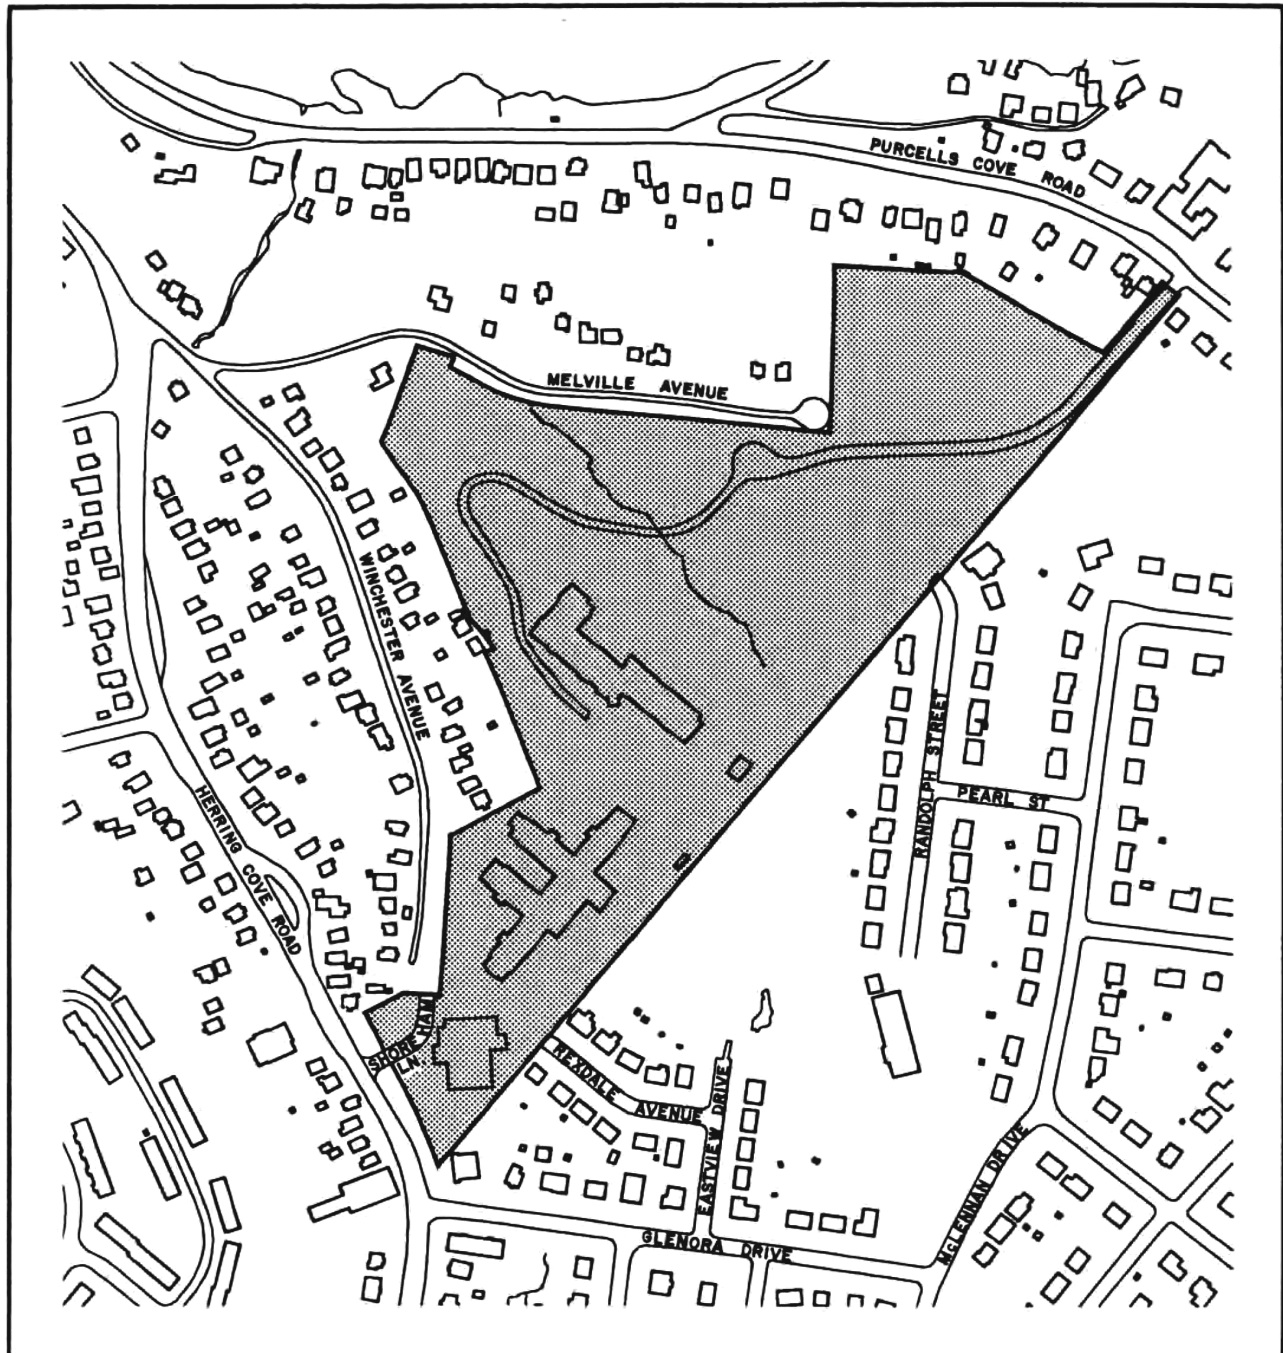 PURCELLS COVE ROAD
MELVILLE AVENUE
WINCHESTER AVENUE
RANDOLPH STREET
PEARL ST
HERRING COVE ROAD
SHOREHAM
LN.
REXDALE AVENUE
EASTVIEW DRIVE
McLENNAN DRIVE
GLENORA DRIVE